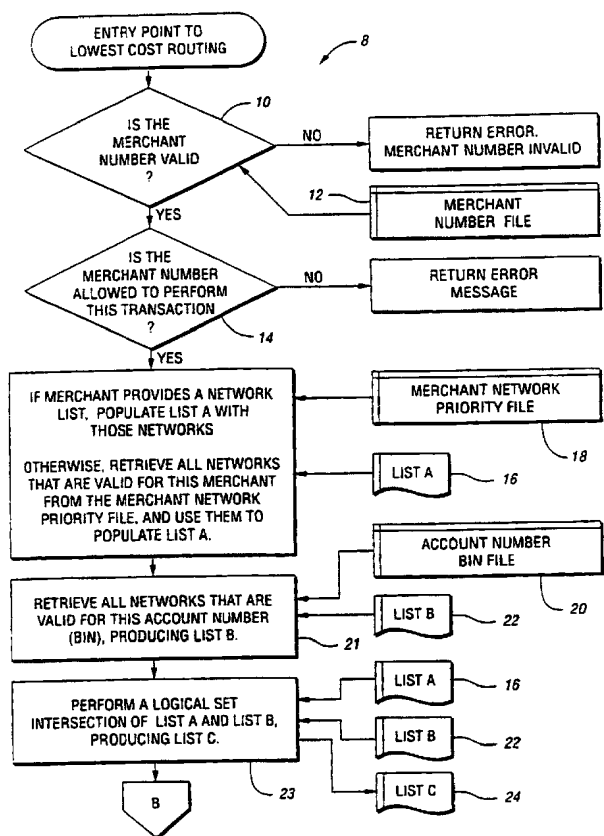 ENTRY POINT TO
LOWEST COST ROUTING
8
10
IS THE
MERCHANT
NUMBER VALID
?
NO
RETURN ERROR.
MERCHANT NUMBER INVALID
12
MERCHANT
NUMBER FILE
YES
IS THE
MERCHANT NUMBER
ALLOWED TO PERFORM
THIS TRANSACTION
?
NO
RETURN ERROR
MESSAGE
14
YES
IF MERCHANT PROVIDES A NETWORK
LIST, POPULATE LIST A WITH
THOSE NETWORKS
OTHERWISE, RETRIEVE ALL NETWORKS
THAT ARE VALID FOR THIS MERCHANT
FROM THE MERCHANT NETWORK
PRIORITY FILE, AND USE THEM TO
POPULATE LIST A.
MERCHANT NETWORK
PRIORITY FILE
18
LIST A
16
ACCOUNT NUMBER
BIN FILE
20
RETRIEVE ALL NETWORKS THAT ARE
VALID FOR THIS ACCOUNT NUMBER
(BIN), PRODUCING LIST B.
21
LIST B
22
PERFORM A LOGICAL SET
INTERSECTION OF LIST A AND LIST B,
PRODUCING LIST C.
23
LIST A
16
LIST B
22
LIST C
24
B